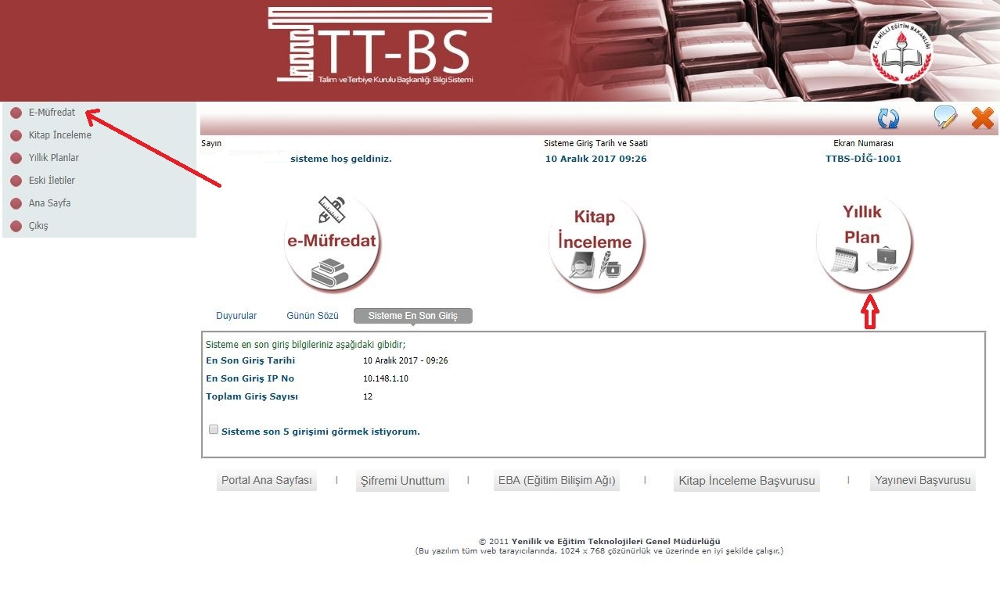 TT-BS
Talim ve Terbiye Kurulu Başkanlığı Bilgi Sistemi
T.C. MİLLİ EĞİTİM BAKANLIĞI
E-Müfredat
Kitap İnceleme
Yıllık Planlar
Eski İletiler
Ana Sayfa
Çıkış
Sayın Sisteme Giriş Tarih ve Saati Ekran Numarası
sisteme hoş geldiniz. 10 Aralık 2017 09:26 TTBS-DİĞ-1001
e-Müfredat
Kitap
İnceleme
Yıllık
Plan
Duyurular Günün Sözü Sisteme En Son Giriş
Sisteme en son giriş bilgileriniz aşağıdaki gibidir;
En Son Giriş Tarihi 10 Aralık 2017 - 09:26
En Son Giriş IP No 10.148.1.10
Toplam Giriş Sayısı 12
Sisteme son 5 girişimi görmek istiyorum.
Portal Ana Sayfası | Şifremi Unuttum | EBA (Eğitim Bilişim Ağı) | Kitap İnceleme Başvurusu | Yayınevi Başvurusu
© 2011 Yenilik ve Eğitim Teknolojileri Genel Müdürlüğü
(Bu yazılım tüm web tarayıcılarında, 1024 x 768 çözünürlük ve üzerinde en iyi şekilde çalışır.)